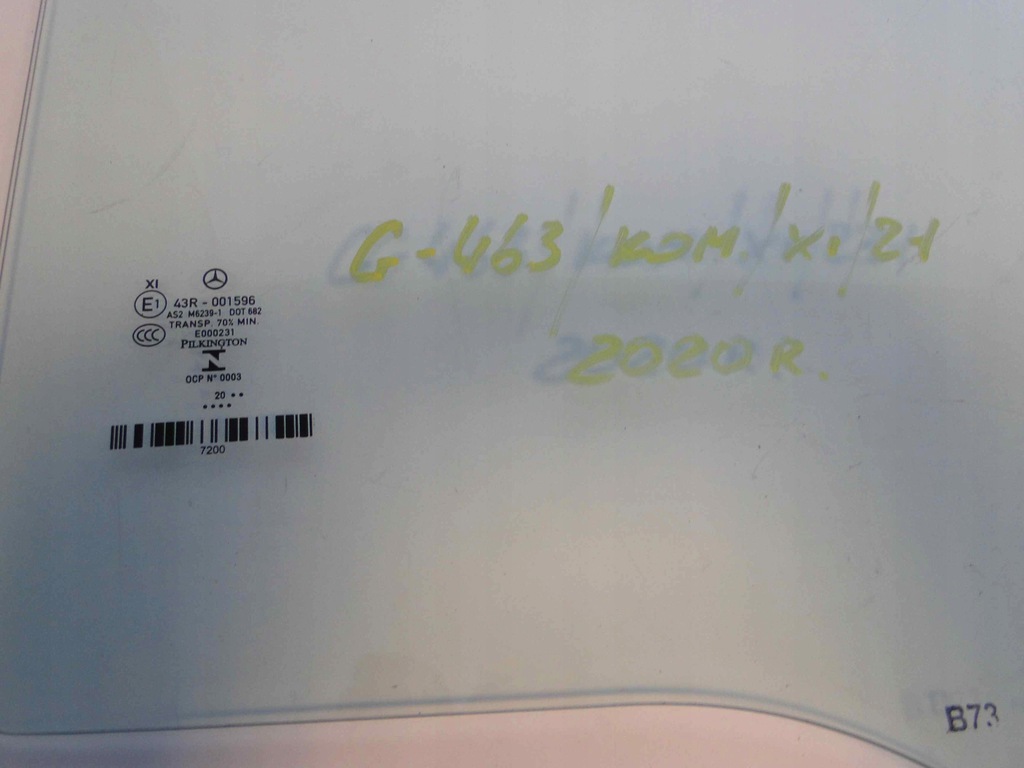 G-463/KOM./XI/21
2020R.
XI
E1 43R - 001596
AS2 M6239-1 DOT 682
TRANSP. 70% MIN.
CCC E000231
PILKINGTON
N
OCP N° 0003
20 ••
••••
7200
B73